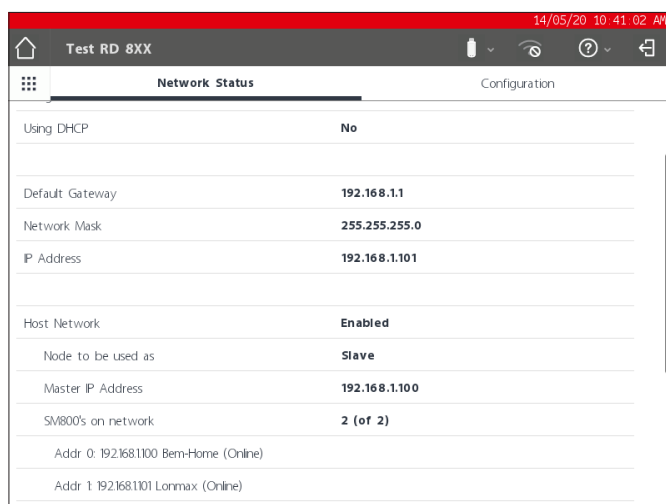 14/05/20 10:41:02 AM
Test RD 8XX
Network Status Configuration
Using DHCP No
Default Gateway 192.168.1.1
Network Mask 255.255.255.0
IP Address 192.168.1.101
Host Network Enabled
Node to be used as Slave
Master IP Address 192.168.1.100
SM800's on network 2 (of 2)
Addr 0: 192.168.1.100 Bem-Home (Online)
Addr 1: 192.168.1.101 Lonmax (Online)